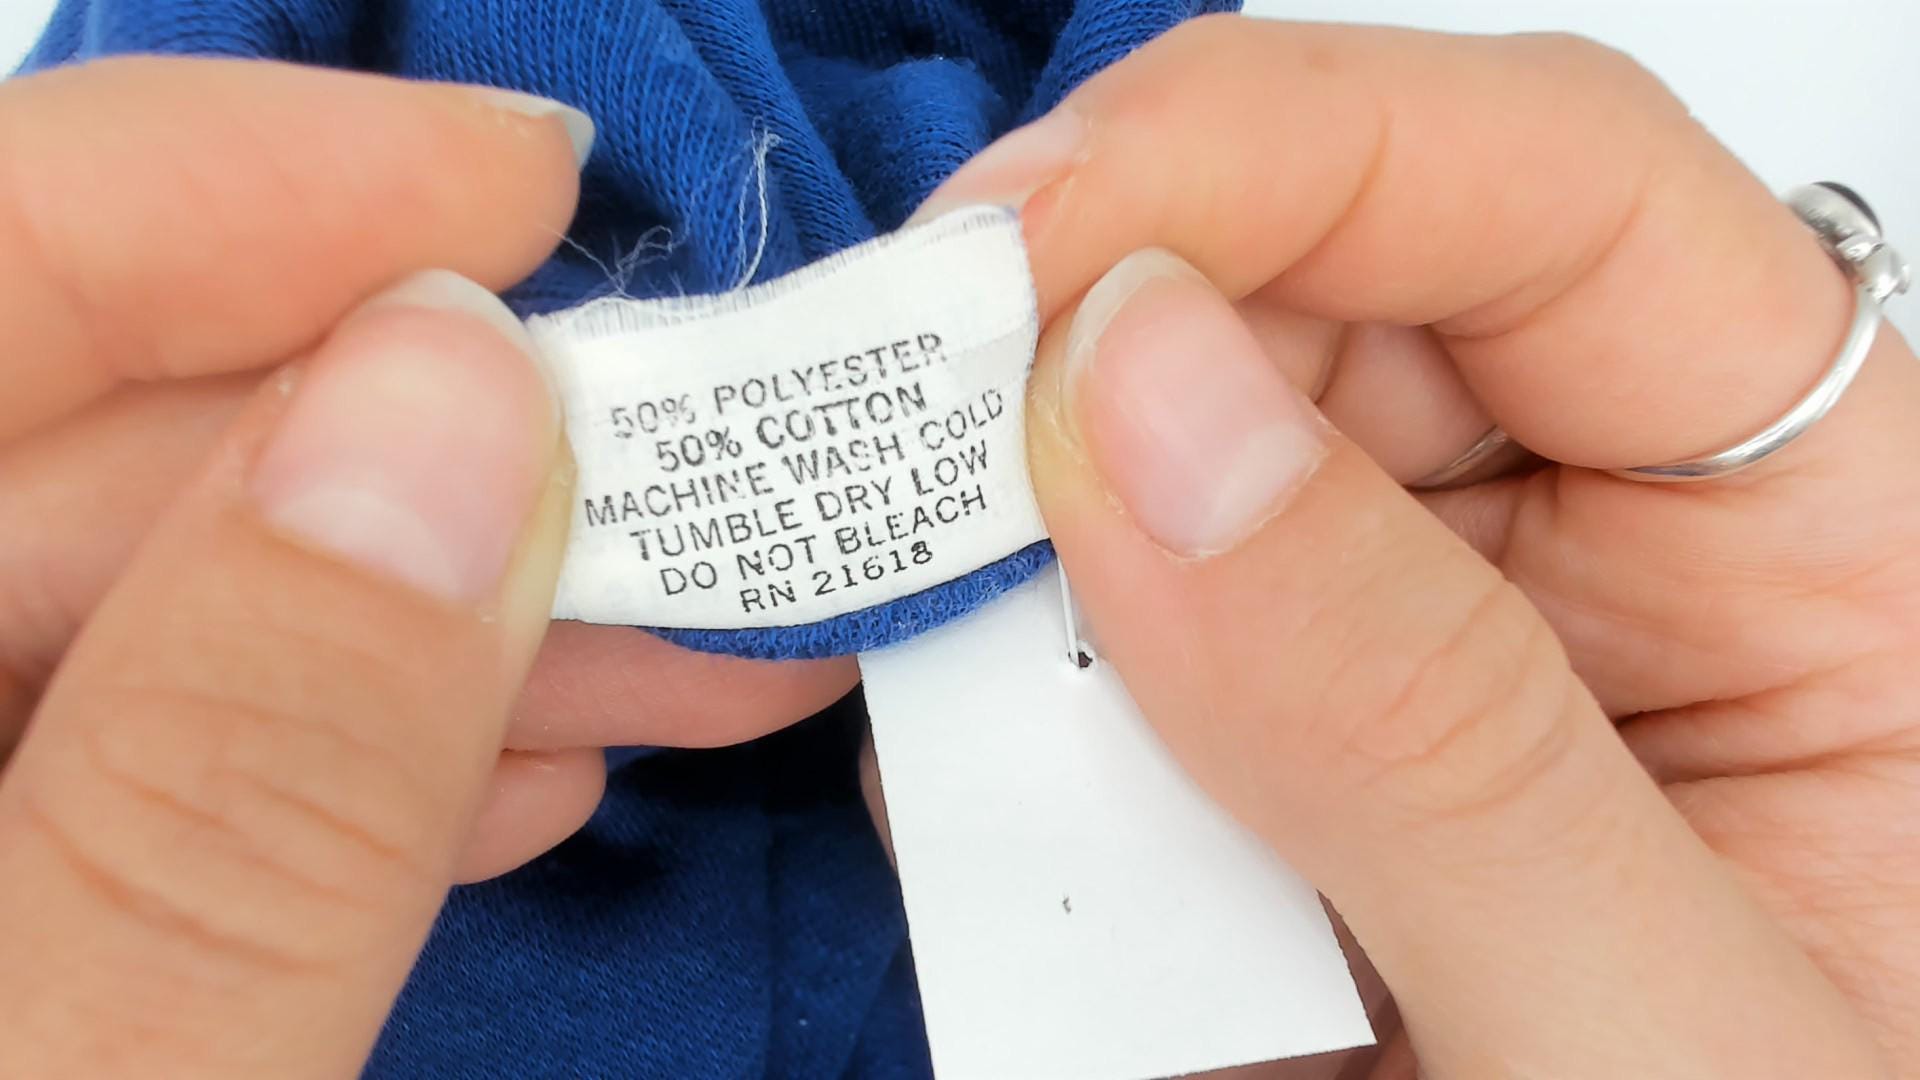 50% POLYESTER
50% COTTON
MACHINE WASH COLD
TUMBLE DRY LOW
DO NOT BLEACH
RN 21618